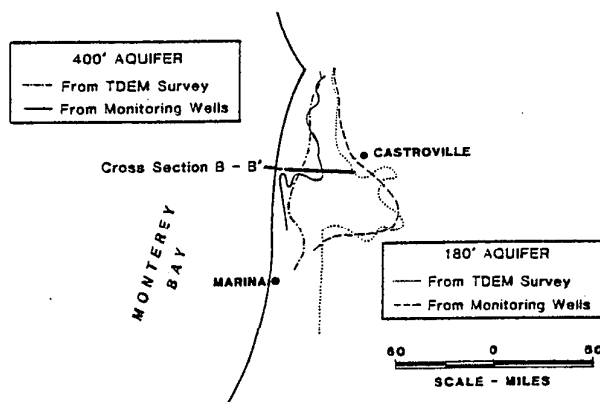 400' AQUIFER
From TDEM Survey
From Monitoring Wells
CASTROVILLE
Cross Section B - B'
MONTEREY
BAY
MARINA
180' AQUIFER
From TDEM Survey
From Monitoring Wells
60 0 60
SCALE - MILES